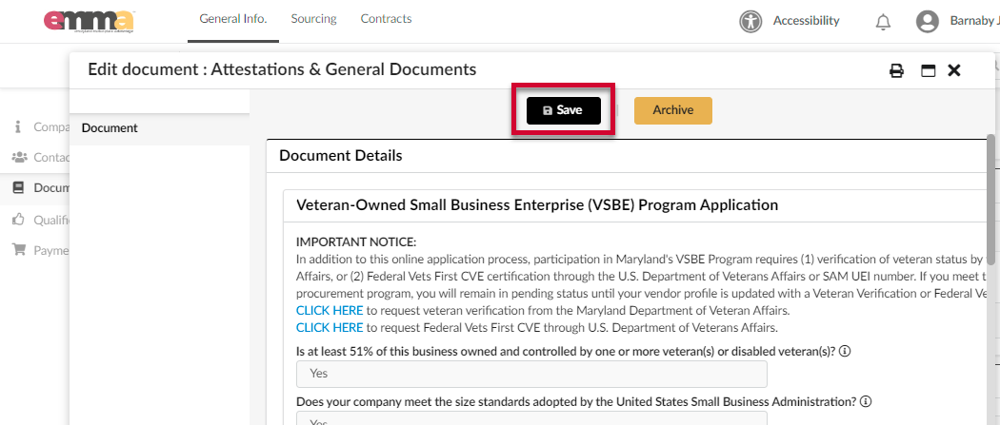 emma
General Info.
Sourcing
Contracts
Accessibility
Barnaby J
Edit document : Attestations & General Documents
Save
Archive
Document
Compa
Contac
Docum
Qualifi
Payme
Document Details
Veteran-Owned Small Business Enterprise (VSBE) Program Application
IMPORTANT NOTICE:
In addition to this online application process, participation in Maryland's VSBE Program requires (1) verification of veteran status by
Affairs, or (2) Federal Vets First CVE certification through the U.S. Department of Veterans Affairs or SAM UEI number. If you meet t
procurement program, you will remain in pending status until your vendor profile is updated with a Veteran Verification or Federal Ve
CLICK HERE to request veteran verification from the Maryland Department of Veteran Affairs.
CLICK HERE to request Federal Vets First CVE through U.S. Department of Veterans Affairs.
Is at least 51% of this business owned and controlled by one or more veteran(s) or disabled veteran(s)?
Yes
Does your company meet the size standards adopted by the United States Small Business Administration?
Yes